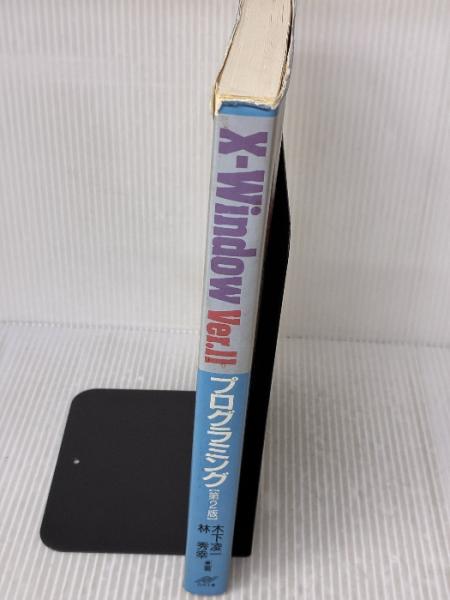 X-Window Ver.11
プログラミング
[第2版]
木下凌一
林 秀幸 著